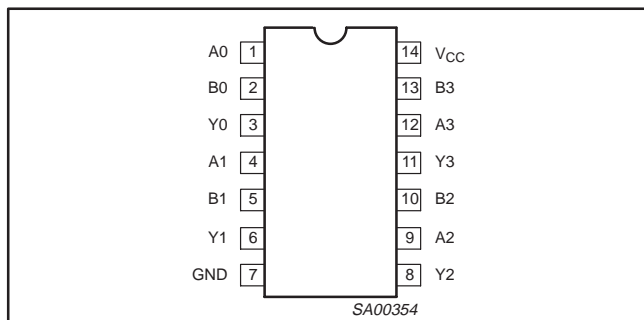 A0 1 14 VCC
B0 2 13 B3
Y0 3 12 A3
A1 4 11 Y3
B1 5 10 B2
Y1 6 9 A2
GND 7 8 Y2
SA00354